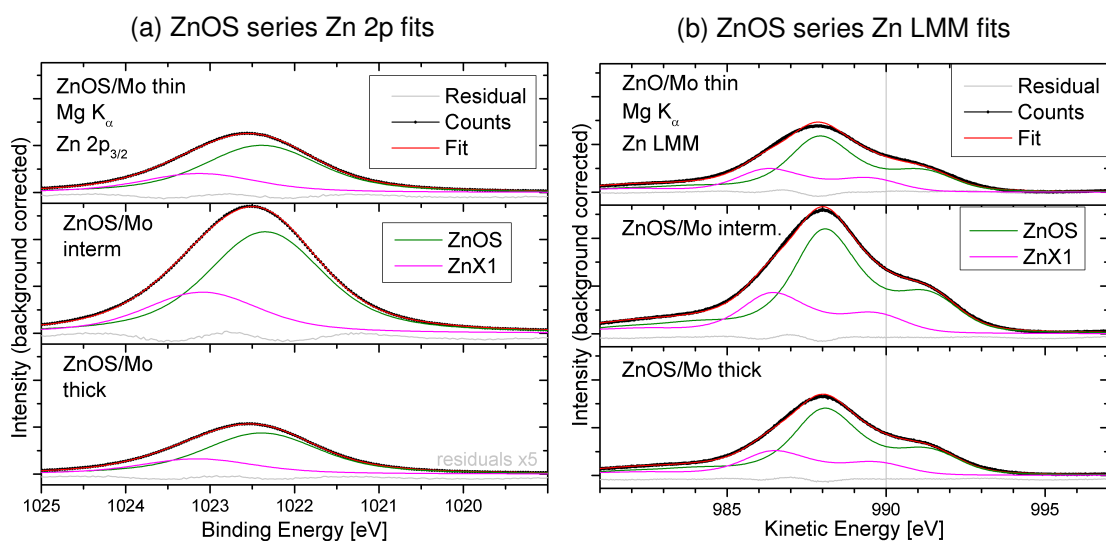 (a) ZnOS series Zn 2p fits
ZnOS/Mo thin
Mg Kα
Zn 2p3/2
Residual
Counts
Fit
ZnOS/Mo
interm
ZnOS
ZnX1
ZnOS/Mo
thick
residuals x5
Intensity (background corrected)
1025 1024 1023 1022 1021 1020
Binding Energy [eV]
(b) ZnOS series Zn LMM fits
ZnO/Mo thin
Mg Kα
Zn LMM
Residual
Counts
Fit
ZnOS/Mo interm.
ZnOS
ZnX1
ZnOS/Mo thick
Intensity (background corrected)
985 990 995
Kinetic Energy [eV]